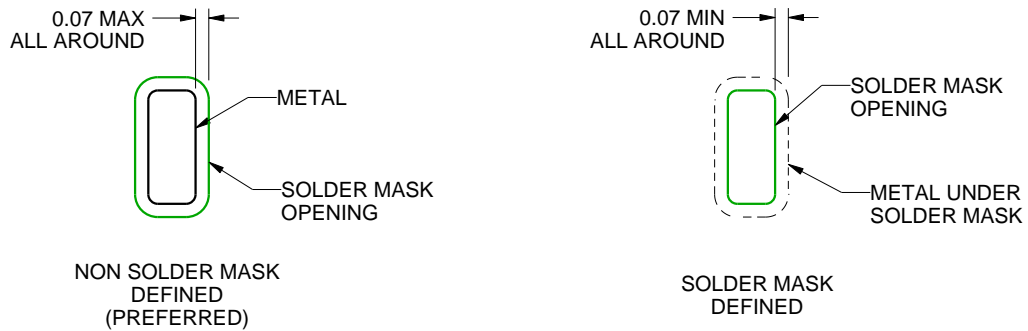 0.07 MAX
ALL AROUND
METAL
SOLDER MASK
OPENING
NON SOLDER MASK
DEFINED
(PREFERRED)
0.07 MIN
ALL AROUND
SOLDER MASK
OPENING
METAL UNDER
SOLDER MASK
SOLDER MASK
DEFINED